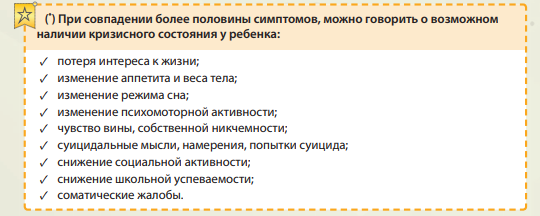 (*) При совпадении более половины симптомов, можно говорить о возможном
наличии кризисного состояния у ребенка:
✓ потеря интереса к жизни;
✓ изменение аппетита и веса тела;
✓ изменение режима сна;
✓ изменение психомоторной активности;
✓ чувство вины, собственной никчемности;
✓ суицидальные мысли, намерения, попытки суицида;
✓ снижение социальной активности;
✓ снижение школьной успеваемости;
✓ соматические жалобы.